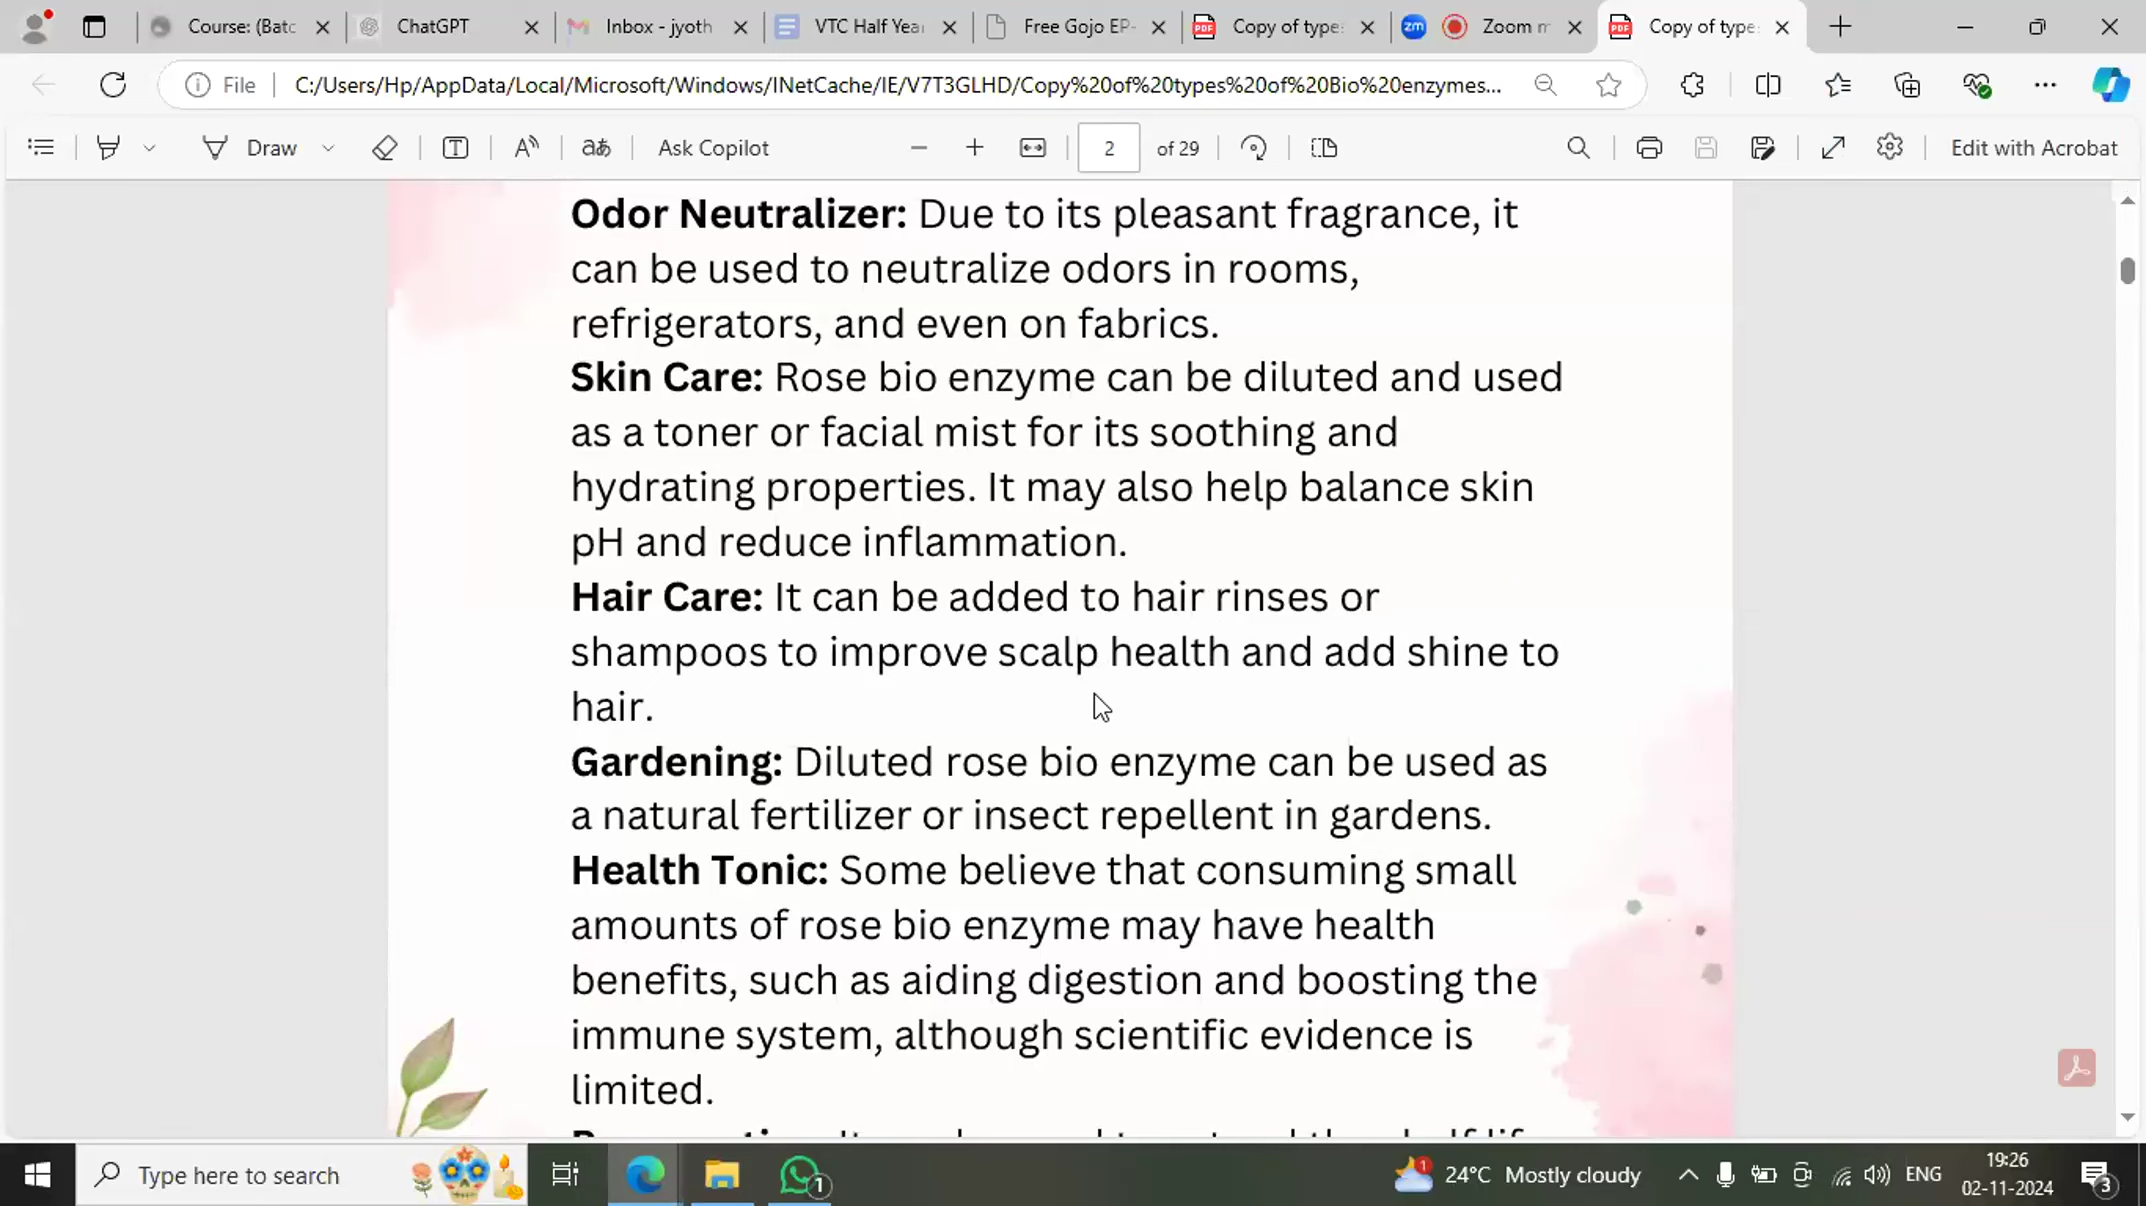 Course: (Batc
ChatGPT
Inbox - jyoth
VTC Half Yea
Free Gojo EP-
Copy of type
Zoom m
Copy of type
File
C:/Users/Hp/AppData/Local/Microsoft/Windows/INetCache/IE/V7T3GLHD/Copy%20of%20types%20of%20Bio%20enzymes...
Draw
Ask Copilot
2
of 29
Edit with Acrobat
Odor Neutralizer: Due to its pleasant fragrance, it
can be used to neutralize odors in rooms,
refrigerators, and even on fabrics.
Skin Care: Rose bio enzyme can be diluted and used
as a toner or facial mist for its soothing and
hydrating properties. It may also help balance skin
pH and reduce inflammation.
Hair Care: It can be added to hair rinses or
shampoos to improve scalp health and add shine to
hair.
Gardening: Diluted rose bio enzyme can be used as
a natural fertilizer or insect repellent in gardens.
Health Tonic: Some believe that consuming small
amounts of rose bio enzyme may have health
benefits, such as aiding digestion and boosting the
immune system, although scientific evidence is
limited.
Type here to search
1
1
24°C Mostly cloudy
ENG
19:26
02-11-2024
3